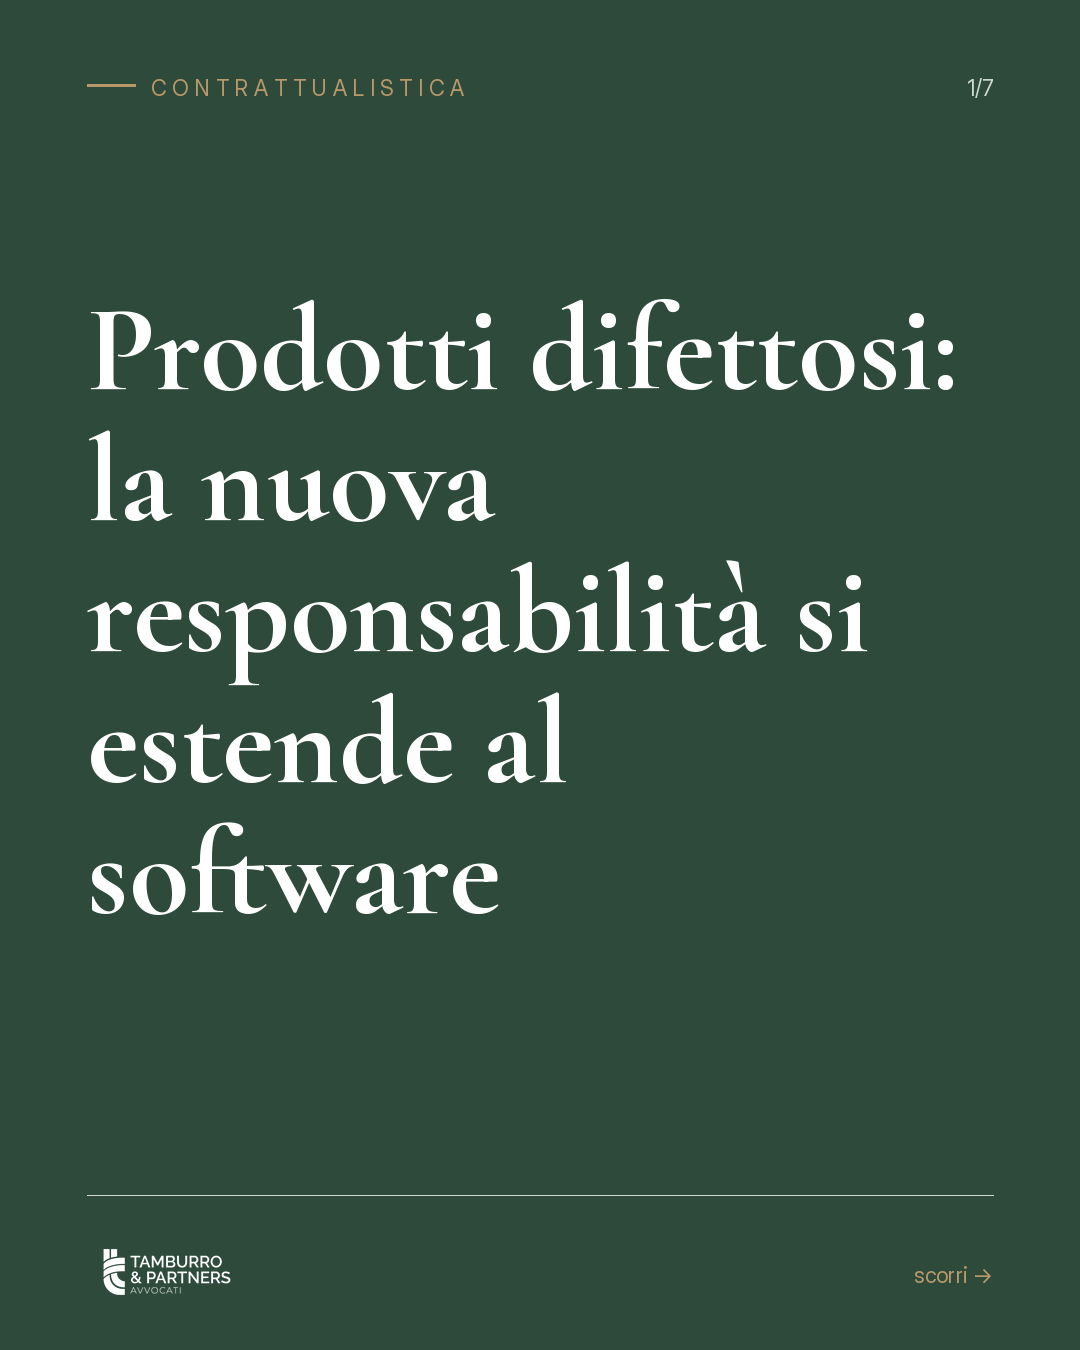 CONTRATTUALISTICA
1/7
Prodotti difettosi:
la nuova
responsabilità si
estende al
software
TAMBURRO
& PARTNERS
AVVOCATI
scorri →